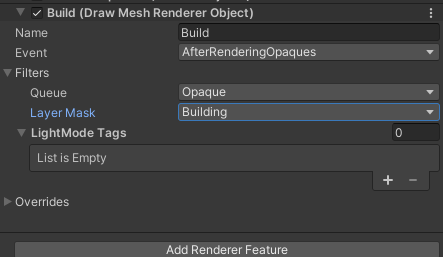 Build (Draw Mesh Renderer Object)
Name Build
Event AfterRenderingOpaques
Filters
Queue Opaque
Layer Mask Building
LightMode Tags 0
List is Empty
+ −
Overrides
Add Renderer Feature